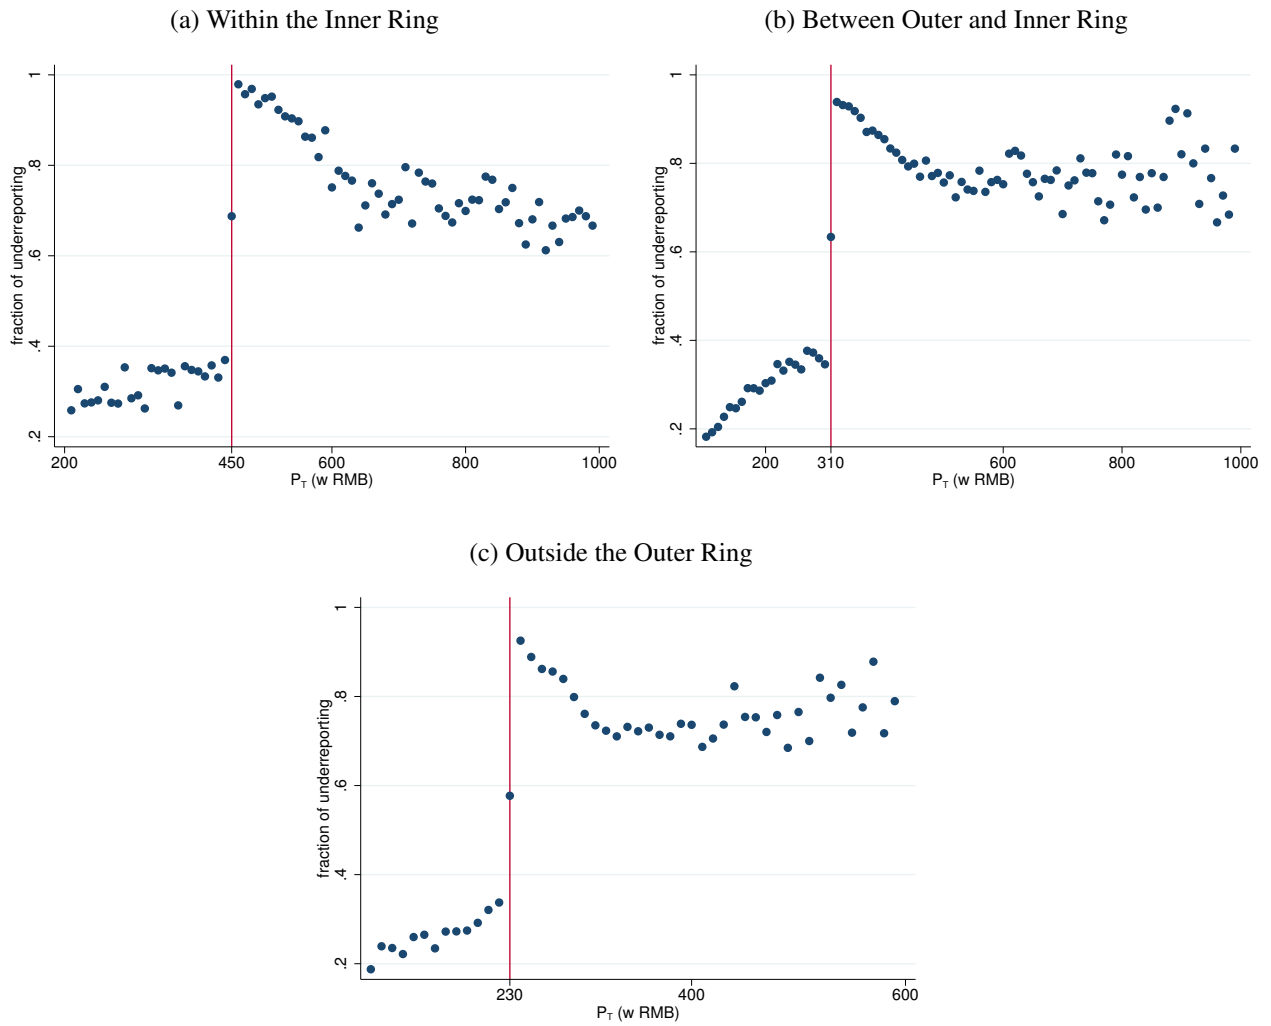 (a) Within the Inner Ring
fraction of underreporting
1
.8
.6
.4
.2
200 450 600 800 1000
P_T (w RMB)
(b) Between Outer and Inner Ring
fraction of underreporting
1
.8
.6
.4
.2
200 310 600 800 1000
P_T (w RMB)
(c) Outside the Outer Ring
fraction of underreporting
1
.8
.6
.4
.2
230 400 600
P_T (w RMB)